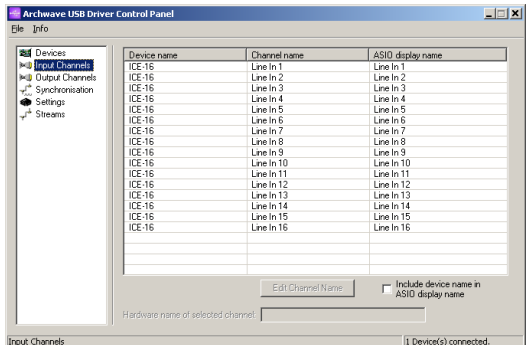 Archwave USB Driver Control Panel
File Info
Devices
Input Channels
Output Channels
Synchronisation
Settings
Streams
Device name Channel name ASIO display name
ICE-16 Line In 1 Line In 1
ICE-16 Line In 2 Line In 2
ICE-16 Line In 3 Line In 3
ICE-16 Line In 4 Line In 4
ICE-16 Line In 5 Line In 5
ICE-16 Line In 6 Line In 6
ICE-16 Line In 7 Line In 7
ICE-16 Line In 8 Line In 8
ICE-16 Line In 9 Line In 9
ICE-16 Line In 10 Line In 10
ICE-16 Line In 11 Line In 11
ICE-16 Line In 12 Line In 12
ICE-16 Line In 13 Line In 13
ICE-16 Line In 14 Line In 14
ICE-16 Line In 15 Line In 15
ICE-16 Line In 16 Line In 16
Edit Channel Name
Include device name in
ASIO display name
Hardware name of selected channel:
Input Channels
1 Device(s) connected.